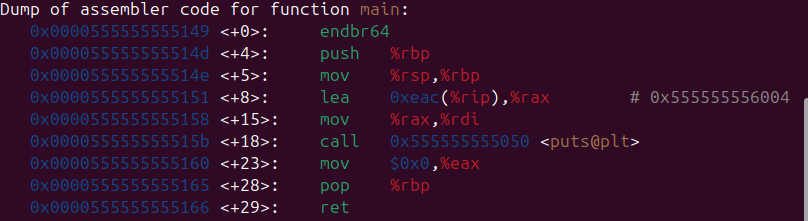 Dump of assembler code for function main:
0x0000555555555149 <+0>: endbr64
0x000055555555514d <+4>: push %rbp
0x000055555555514e <+5>: mov %rsp,%rbp
0x0000555555555151 <+8>: lea 0xeac(%rip),%rax # 0x555555556004
0x0000555555555158 <+15>: mov %rax,%rdi
0x000055555555515b <+18>: call 0x555555555050 <puts@plt>
0x0000555555555160 <+23>: mov $0x0,%eax
0x0000555555555165 <+28>: pop %rbp
0x0000555555555166 <+29>: ret